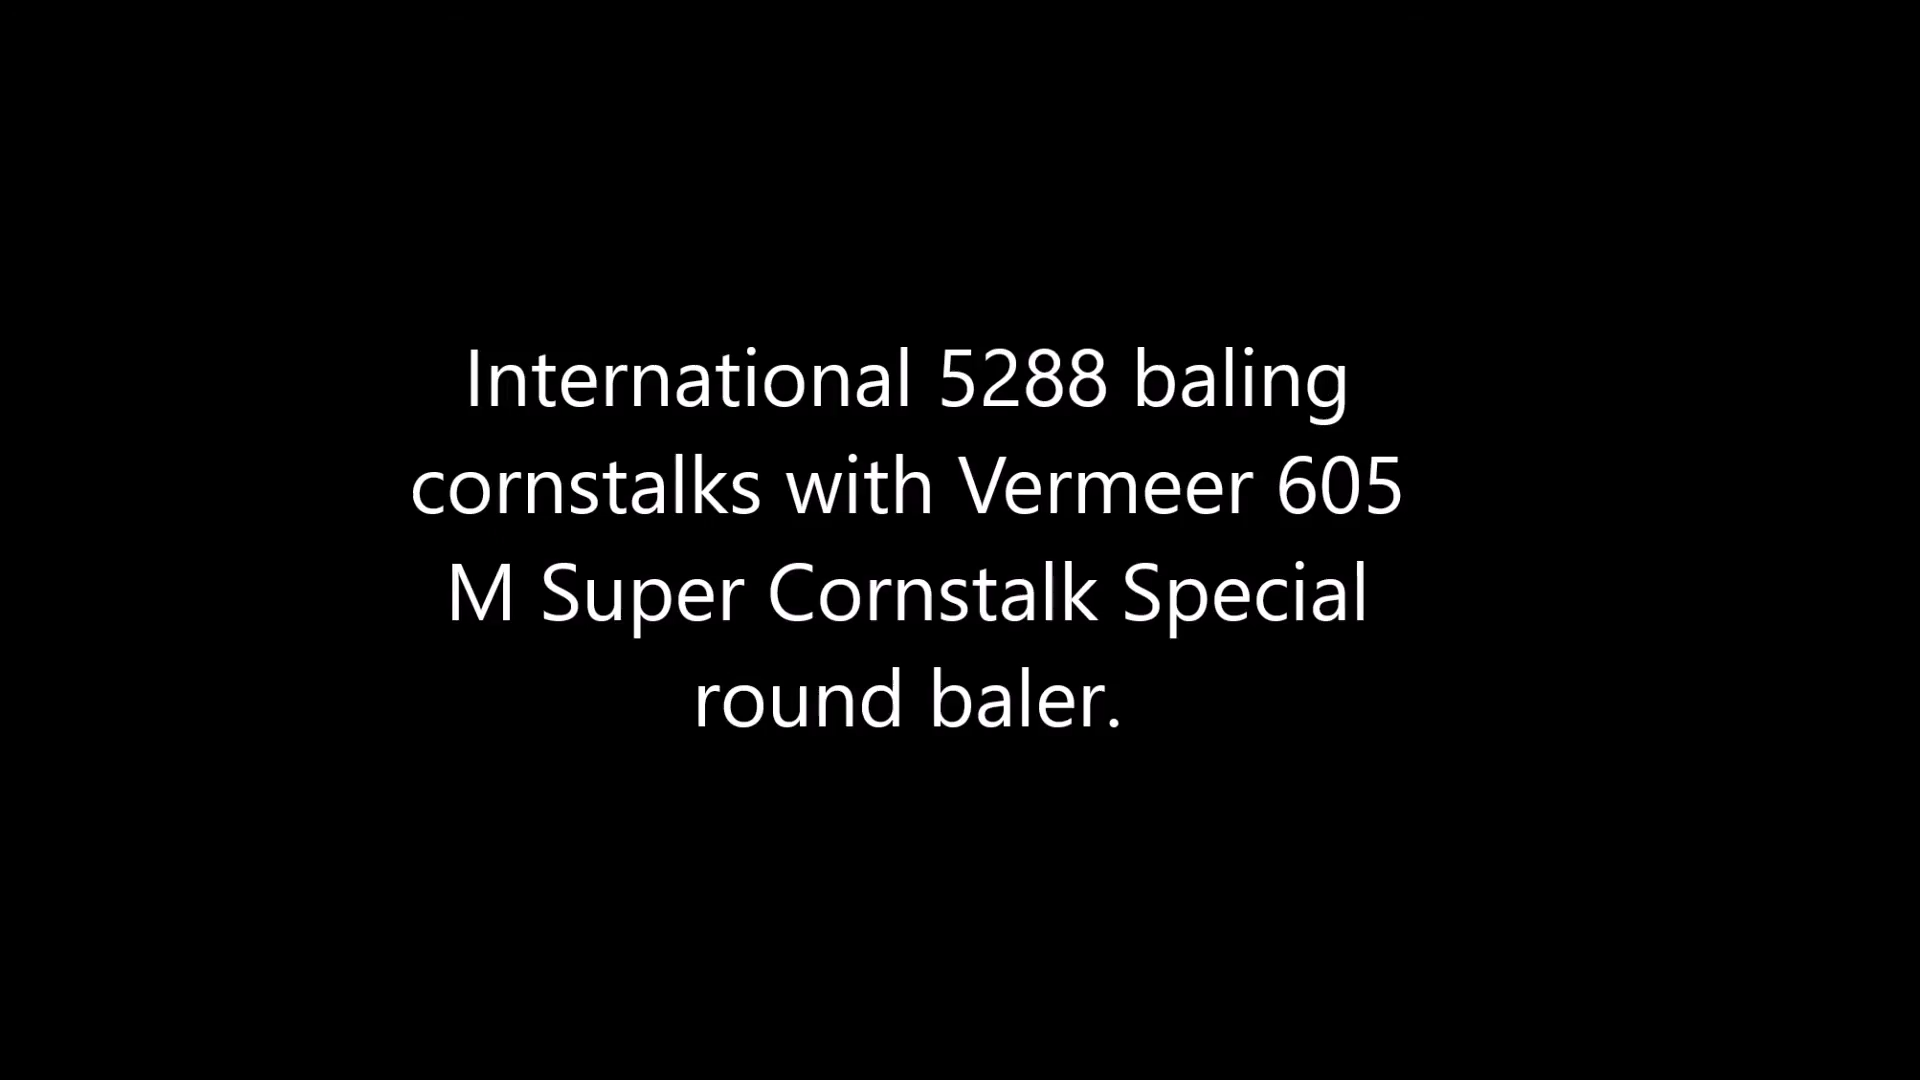 International 5288 baling
cornstalks with Vermeer 605
M Super Cornstalk Special
round baler.